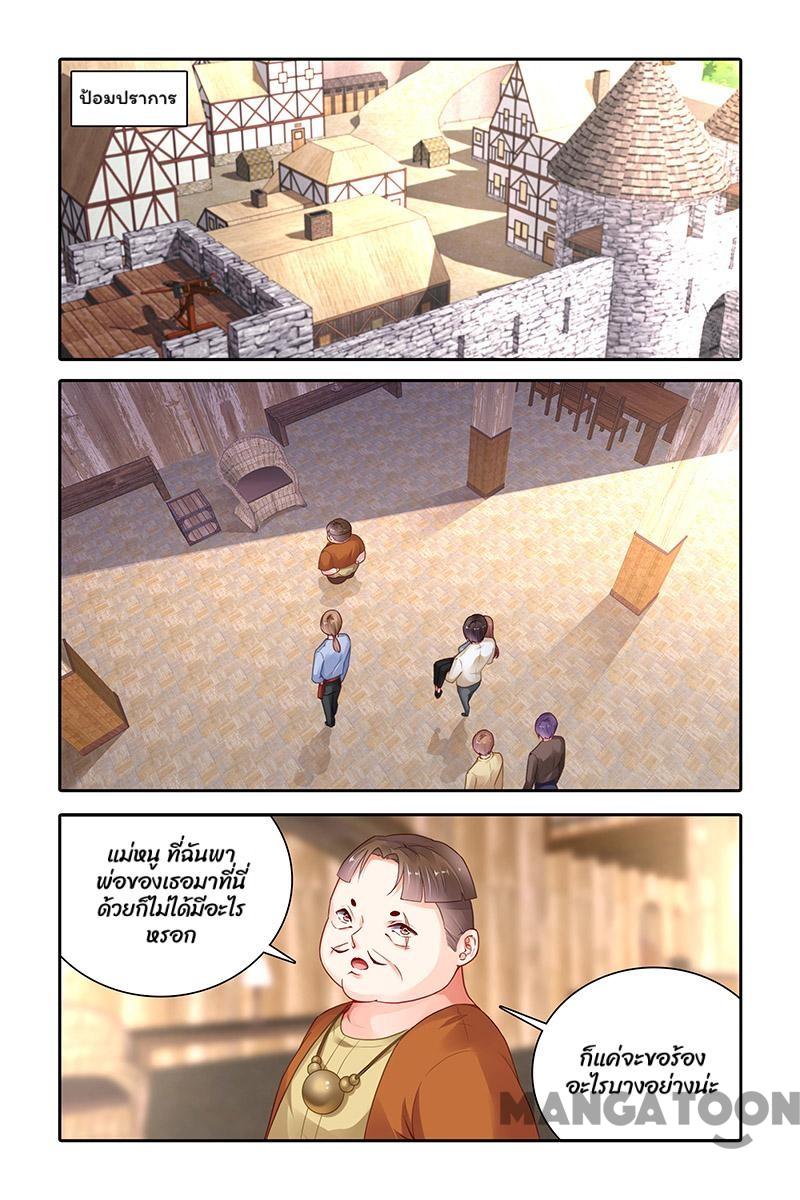 ป้อมปราการ
แม่หนู ที่ฉันพา
พ่อของเธอมาที่นี่
ด้วยก็ไม่ได้มีอะไร
หรอก
ก็แค่จะขอร้อง
อะไรบางอย่างน่ะ
MANGATOON